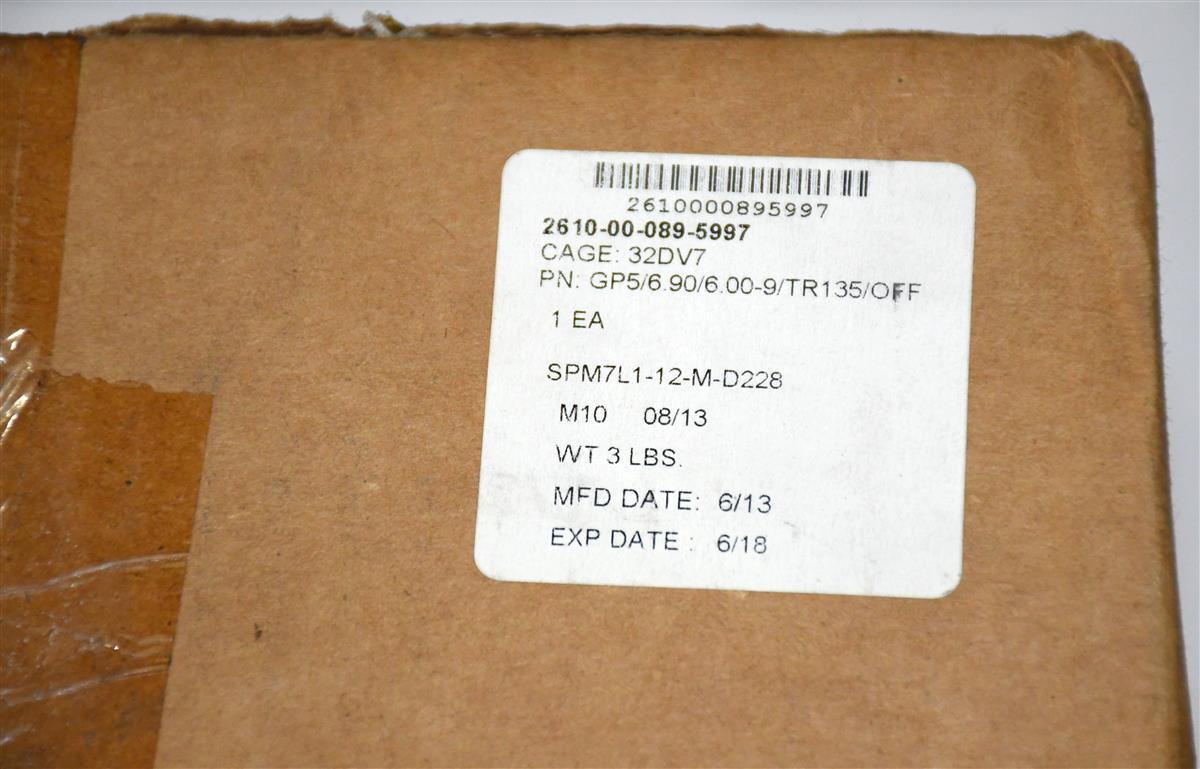 2610000895997
2610-00-089-5997
CAGE: 32DV7
PN: GP5/6.90/6.00-9/TR135/OFF
1 EA
SPM7L1-12-M-D228
M10 08/13
WT 3 LBS.
MFD DATE: 6/13
EXP DATE : 6/18